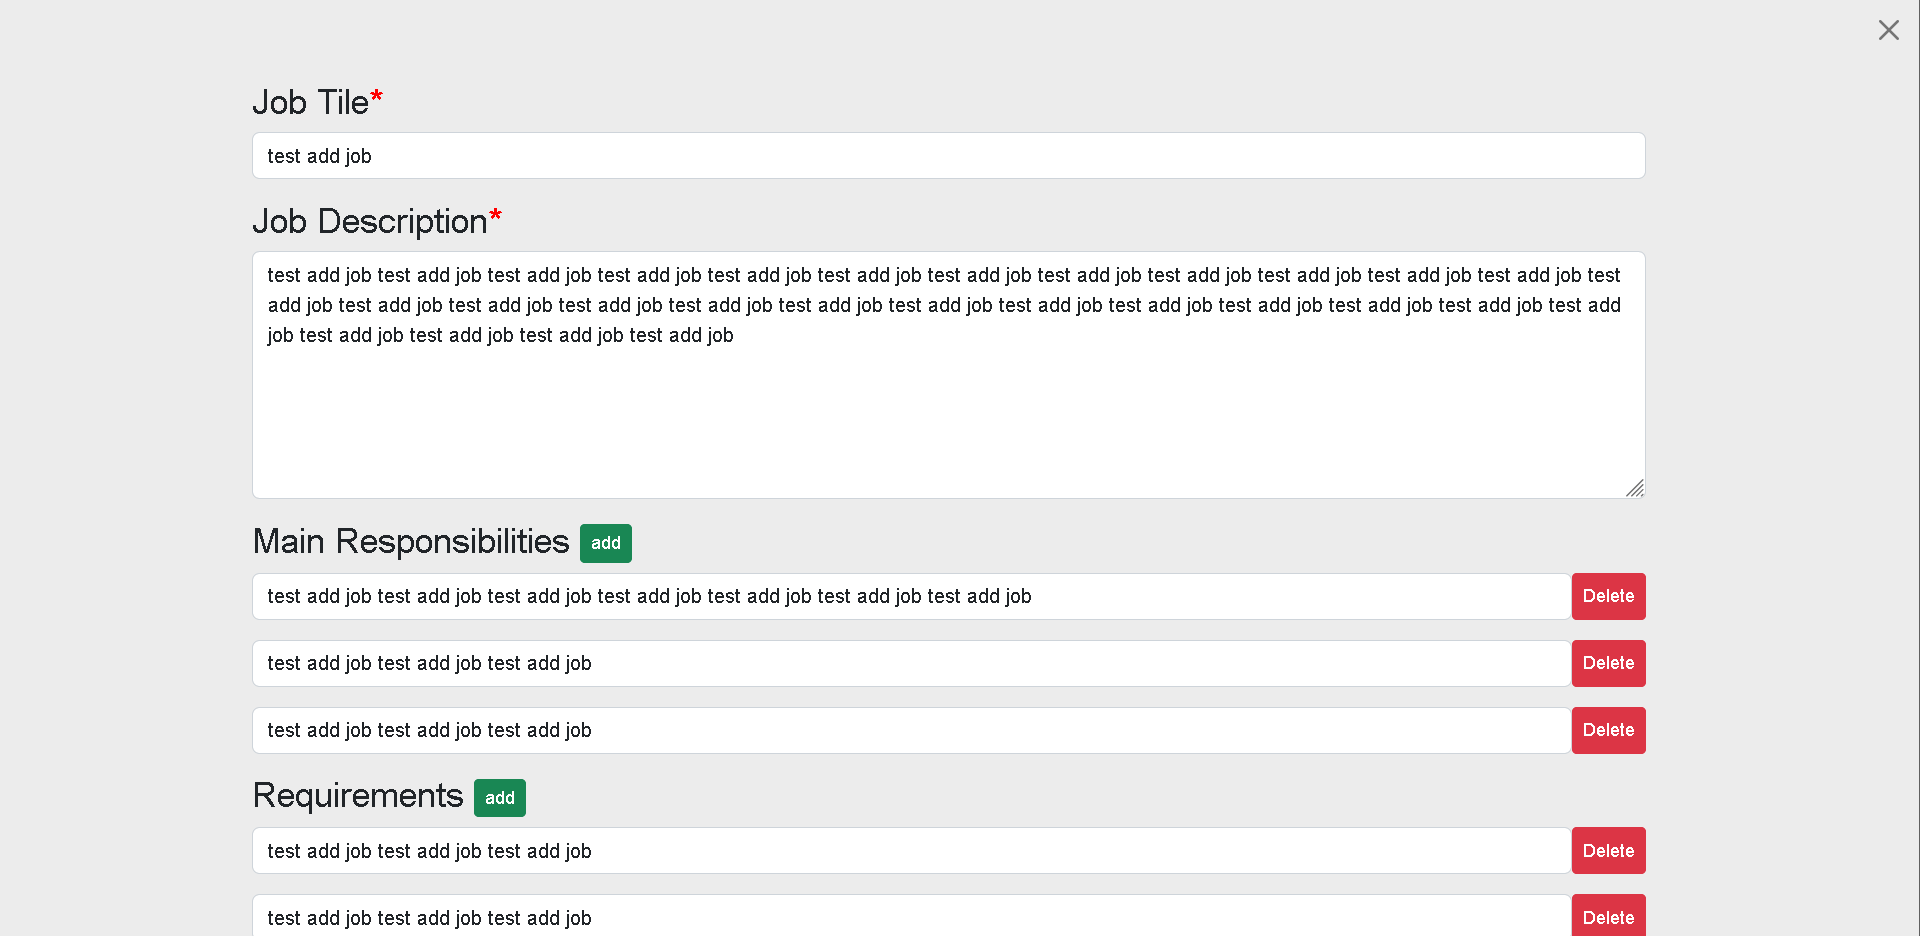 Job Tile*
test add job
Job Description*
test add job test add job test add job test add job test add job test add job test add job test add job test add job test add job test add job test add job test
add job test add job test add job test add job test add job test add job test add job test add job test add job test add job test add job test add job test add
job test add job test add job test add job test add job
Main Responsibilities add
test add job test add job test add job test add job test add job test add job test add job Delete
test add job test add job test add job Delete
test add job test add job test add job Delete
Requirements add
test add job test add job test add job Delete
test add job test add job test add job Delete